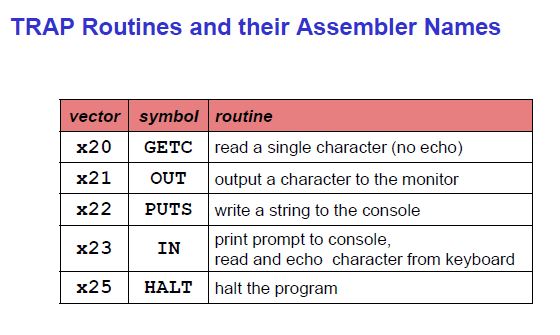 TRAP Routines and their Assembler Names
vector symbol routine
x20 GETC read a single character (no echo)
x21 OUT output a character to the monitor
x22 PUTS write a string to the console
x23 IN print prompt to console,
read and echo character from keyboard
x25 HALT halt the program